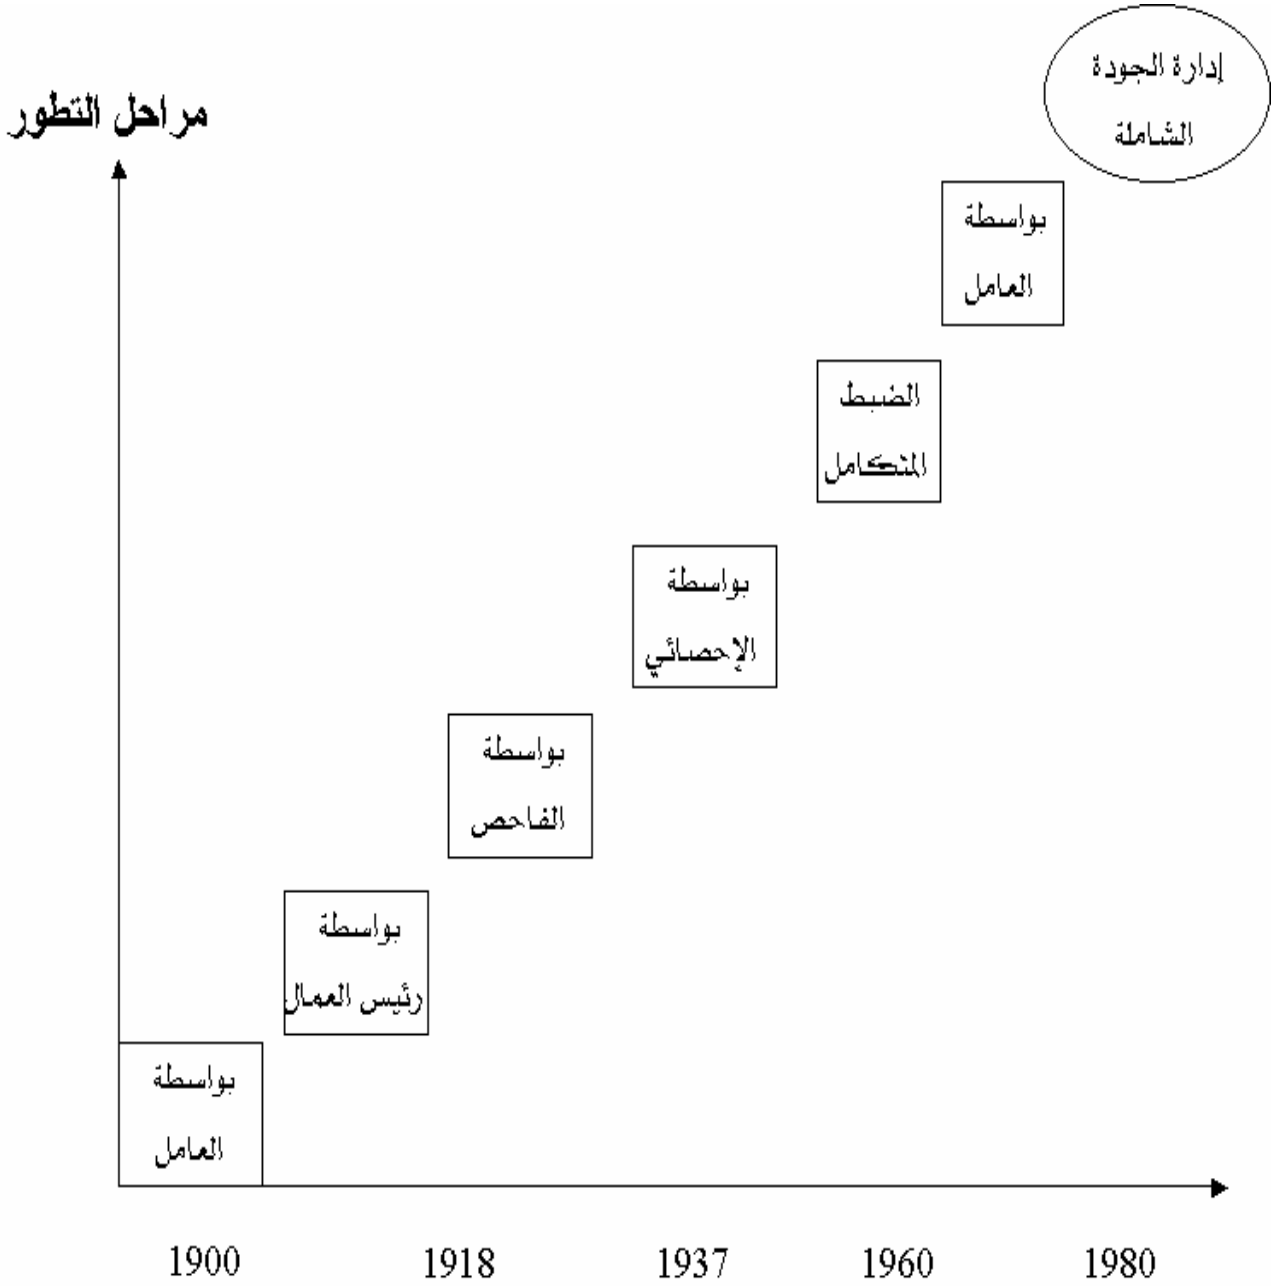 إدارة الجودة
الشاملة
مراحل التطور
بواسطة
العامل
الضبط
المتكامل
بواسطة
الإحصائي
بواسطة
الفاحص
بواسطة
رئيس العمال
بواسطة
العامل
1900 1918 1937 1960 1980